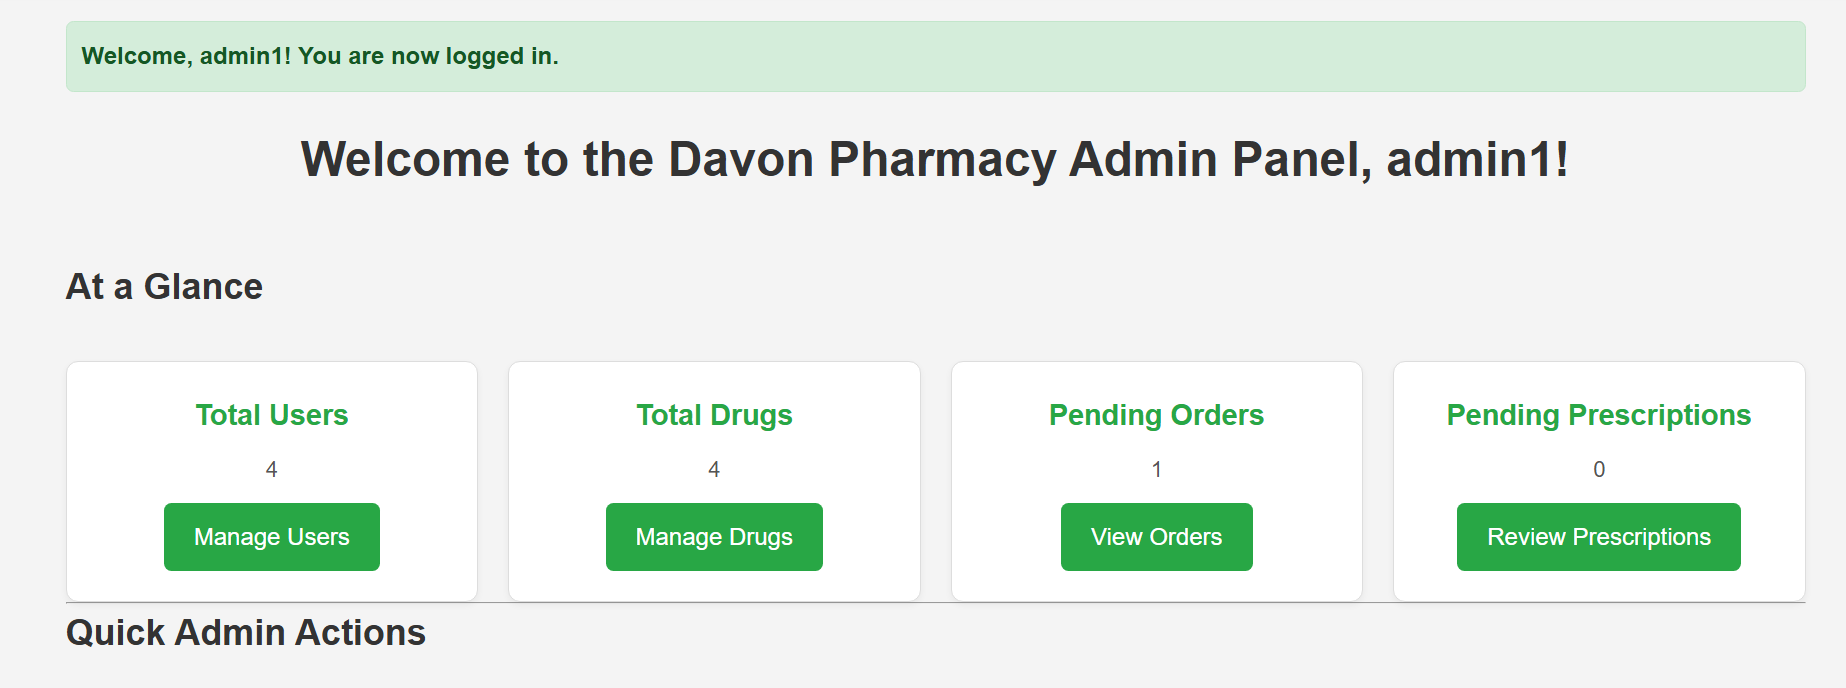 Welcome, admin1! You are now logged in.
Welcome to the Davon Pharmacy Admin Panel, admin1!
At a Glance
Total Users
4
Manage Users
Total Drugs
4
Manage Drugs
Pending Orders
1
View Orders
Pending Prescriptions
0
Review Prescriptions
Quick Admin Actions